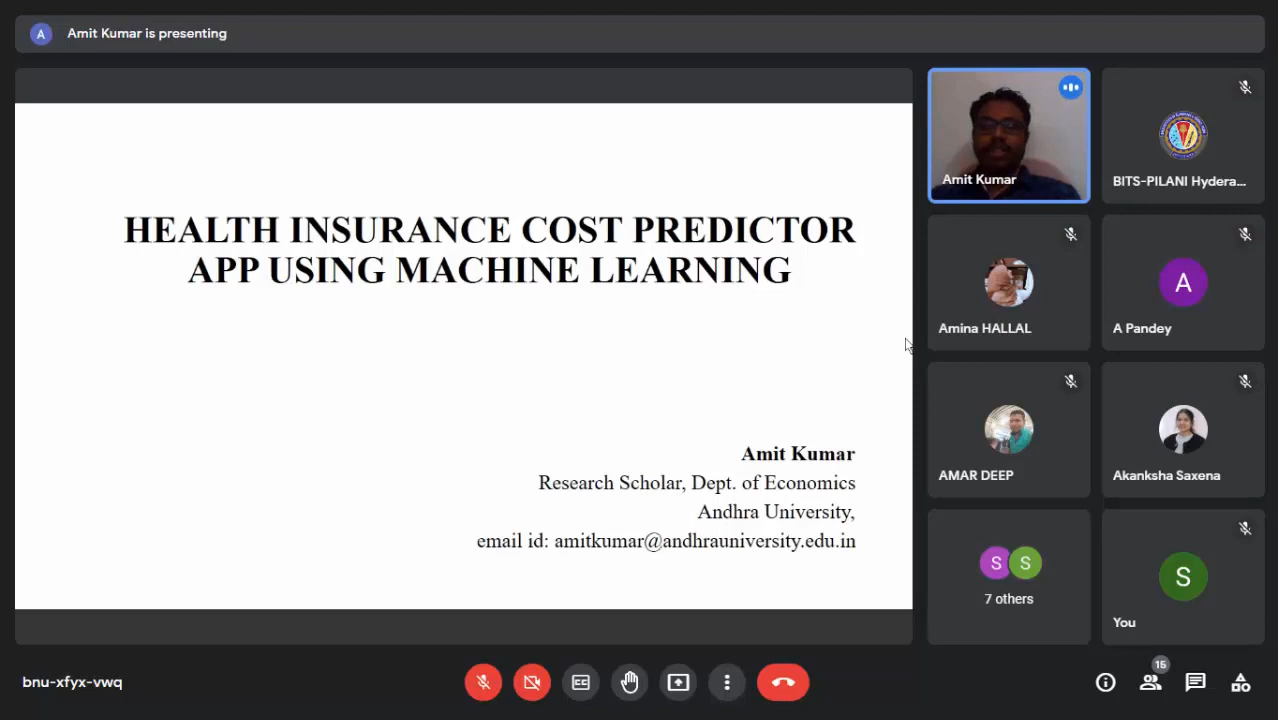 A
Amit Kumar is presenting
HEALTH INSURANCE COST PREDICTOR
APP USING MACHINE LEARNING
Amit Kumar
Research Scholar, Dept. of Economics
Andhra University,
email id: amitkumar@andhrauniversity.edu.in
Amit Kumar
BITS-PILANI Hydera...
Amina HALLAL
A
A Pandey
AMAR DEEP
Akanksha Saxena
S S
7 others
S
You
bnu-xfyx-vwq
CC
15